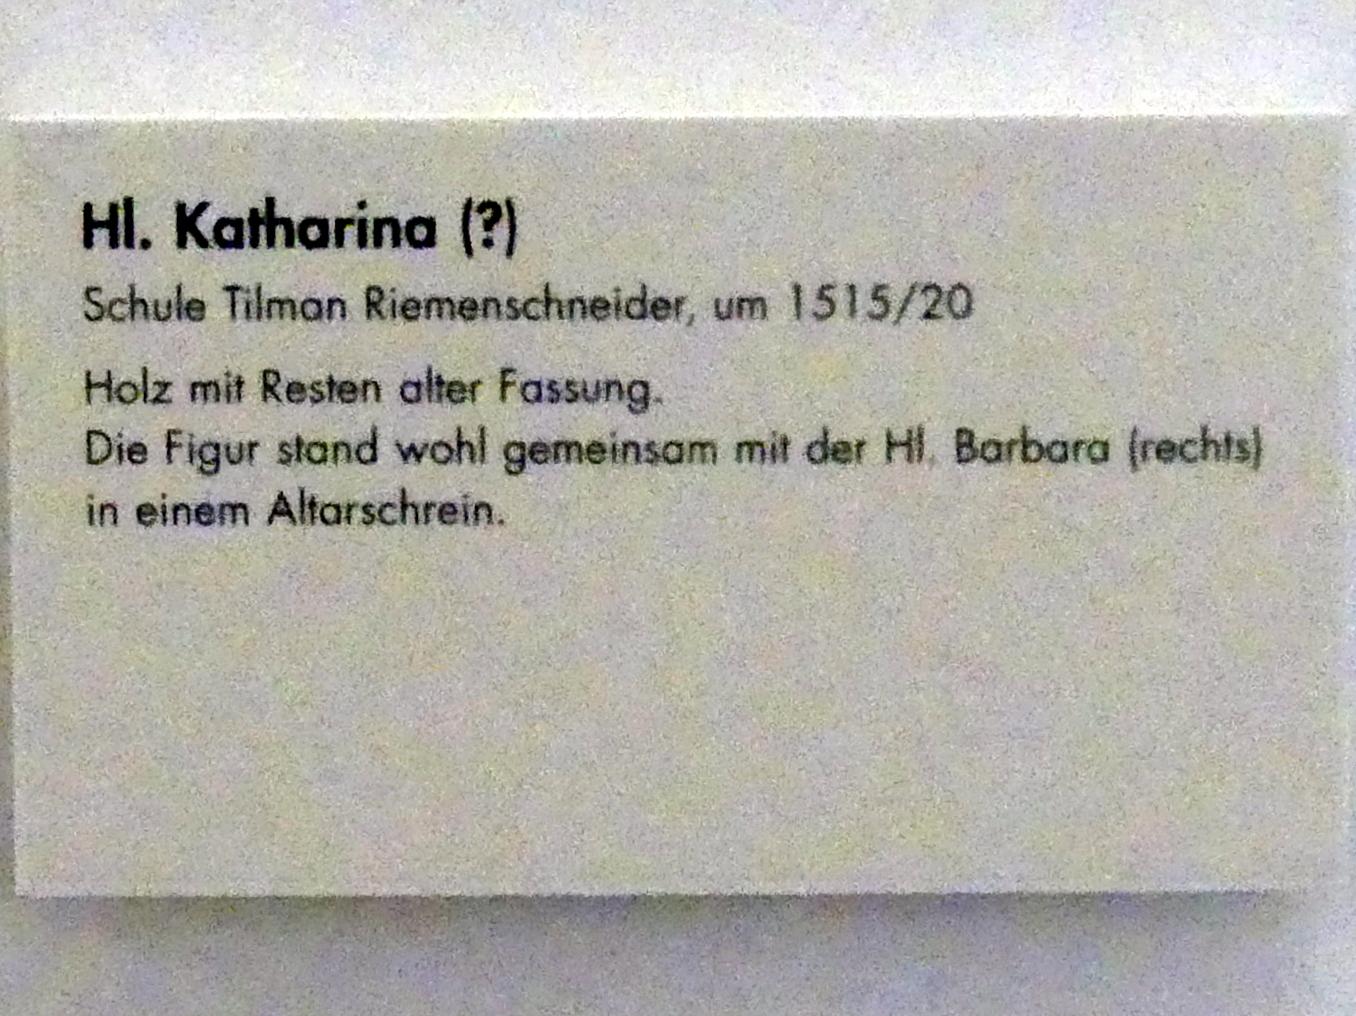 Hl. Katharina (?)
Schule Tilman Riemenschneider, um 1515/20
Holz mit Resten alter Fassung.
Die Figur stand wohl gemeinsam mit der Hl. Barbara (rechts)
in einem Altarschrein.